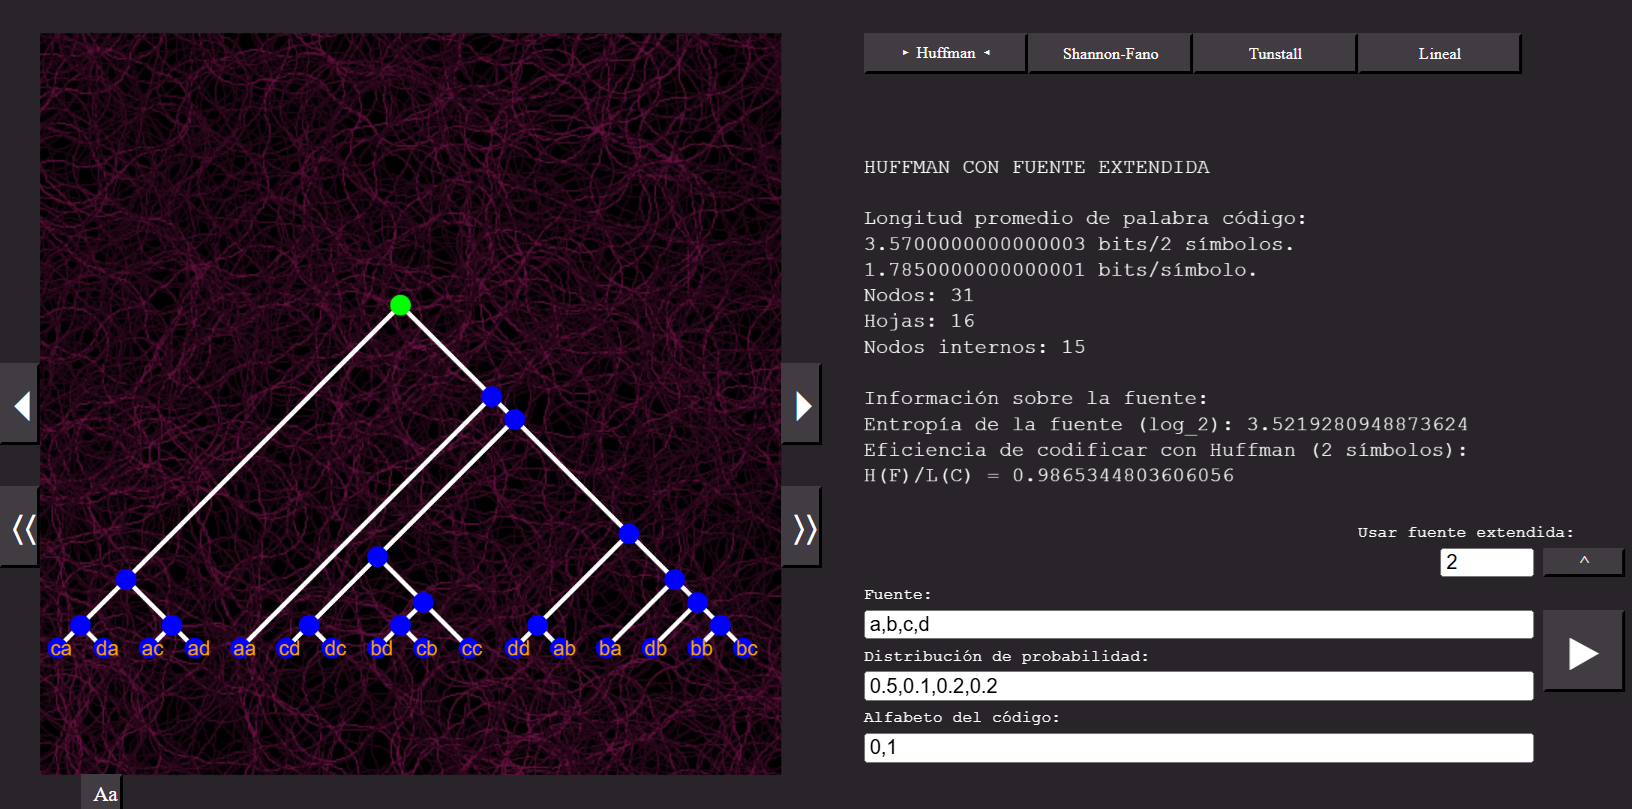 ▸ Huffman ◂ Shannon-Fano Tunstall Lineal
HUFFMAN CON FUENTE EXTENDIDA
Longitud promedio de palabra código:
3.5700000000000003 bits/2 símbolos.
1.7850000000000001 bits/símbolo.
Nodos: 31
Hojas: 16
Nodos internos: 15
Información sobre la fuente:
Entropía de la fuente (log_2): 3.5219280948873624
Eficiencia de codificar con Huffman (2 símbolos):
H(F)/L(C) = 0.9865344803606056
Usar fuente extendida:
2 ^
Fuente:
a,b,c,d
Distribución de probabilidad:
0.5,0.1,0.2,0.2
Alfabeto del código:
0,1
ca da ac ad aa cd dc bd cb cc dd ab ba db bb bc
Aa